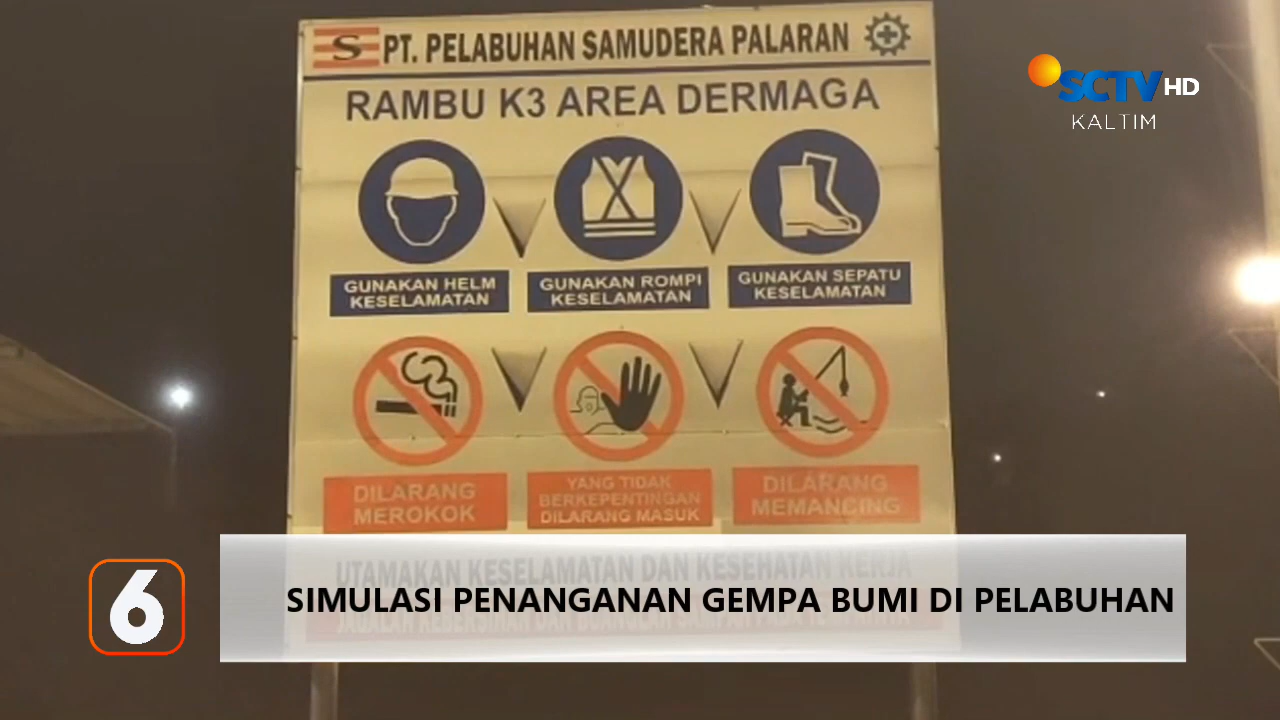 S PT. PELABUHAN SAMUDERA PALARAN
RAMBU K3 AREA DERMAGA
SCTV HD
KALTIM
GUNAKAN HELM
KESELAMATAN
GUNAKAN ROMPI
KESELAMATAN
GUNAKAN SEPATU
KESELAMATAN
DILARANG
MEROKOK
YANG TIDAK
BERKEPENTINGAN
DILARANG MASUK
DILARANG
MEMANCING
UTAMAKAN KESELAMATAN DAN KESEHATAN KERJA
6
SIMULASI PENANGANAN GEMPA BUMI DI PELABUHAN